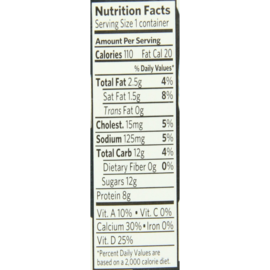 Nutrition Facts
Serving Size 1 container
Amount Per Serving
Calories 110 Fat Cal 20
% Daily Values*
Total Fat 2.5g 4%
Sat Fat 1.5g 8%
Trans Fat 0g
Cholest. 15mg 5%
Sodium 125mg 5%
Total Carb 12g 4%
Dietary Fiber 0g 0%
Sugars 12g
Protein 8g
Vit. A 10% • Vit. C 0%
Calcium 30% • Iron 0%
Vit. D 25%
*Percent Daily Values are
based on a 2,000 calorie diet.